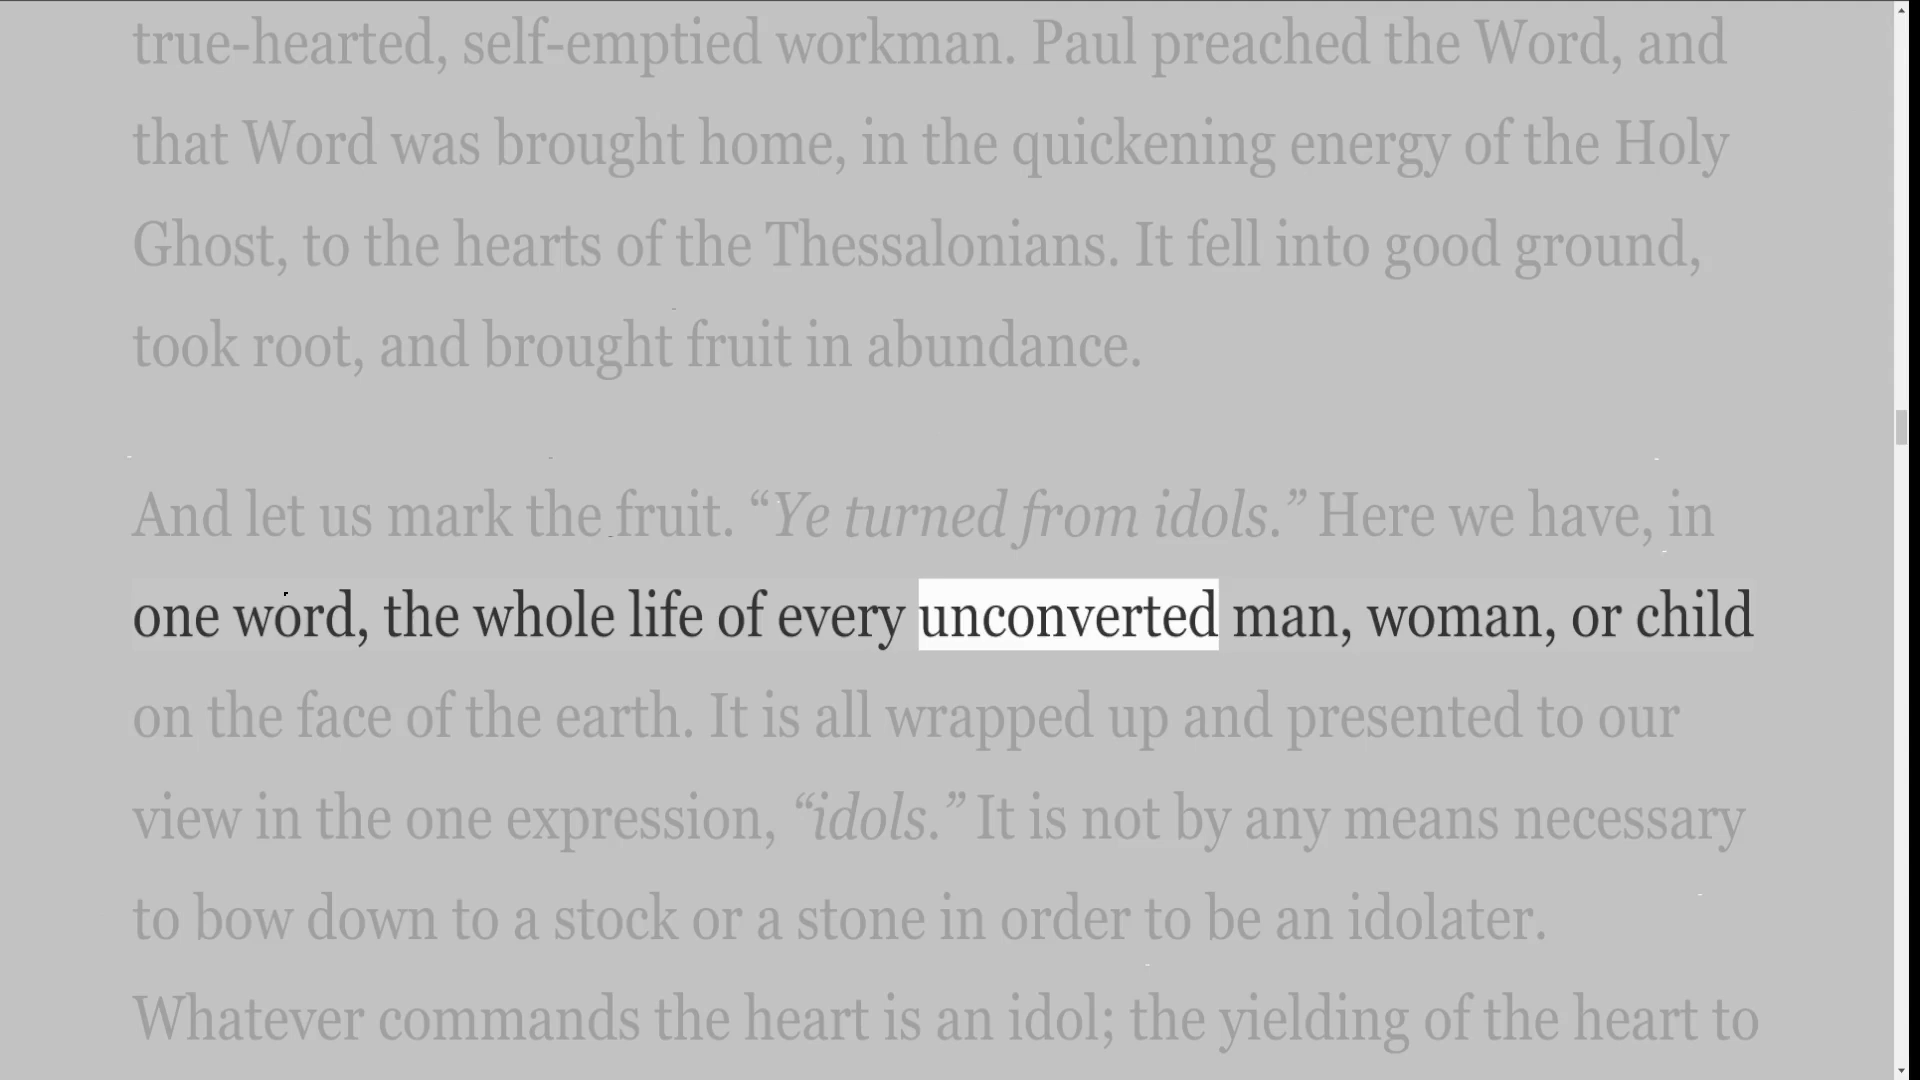 true-hearted, self-emptied workman. Paul preached the Word, and
that Word was brought home, in the quickening energy of the Holy
Ghost, to the hearts of the Thessalonians. It fell into good ground,
took root, and brought fruit in abundance.
And let us mark the fruit. “Ye turned from idols.” Here we have, in
one word, the whole life of every unconverted man, woman, or child
on the face of the earth. It is all wrapped up and presented to our
view in the one expression, “idols.” It is not by any means necessary
to bow down to a stock or a stone in order to be an idolater.
Whatever commands the heart is an idol; the yielding of the heart to